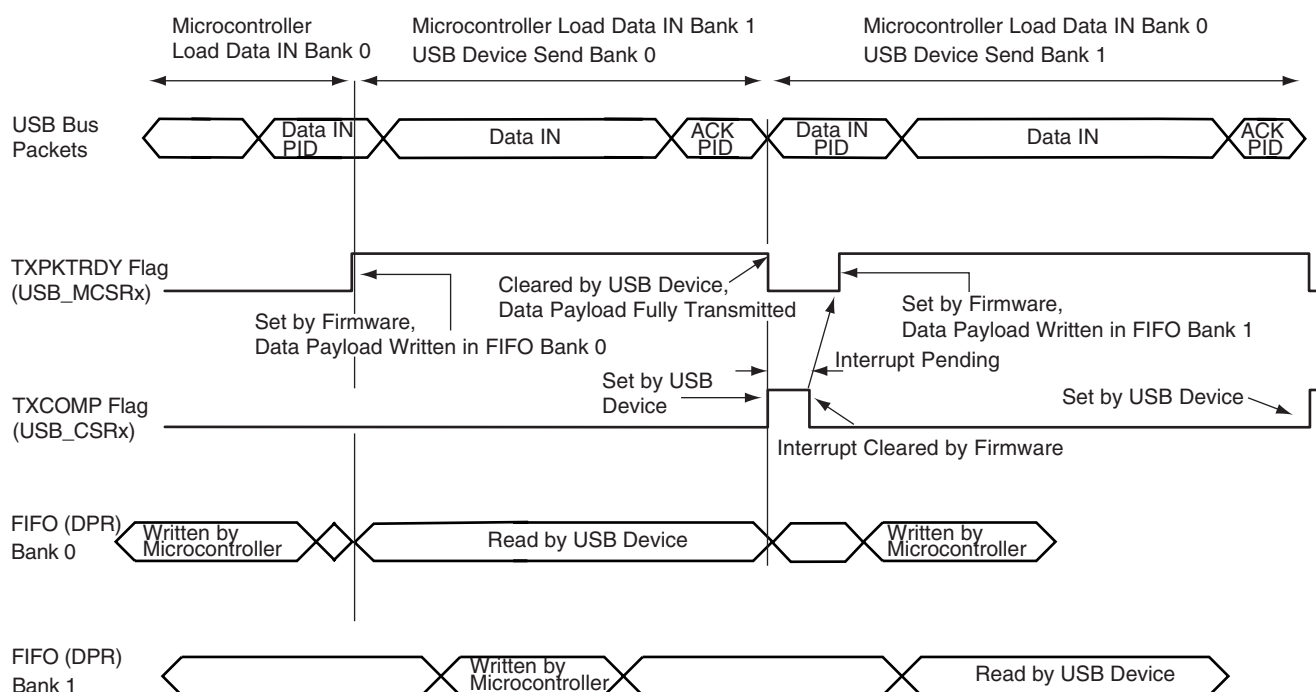 Microcontroller
Load Data IN Bank 0
Microcontroller Load Data IN Bank 1
USB Device Send Bank 0
Microcontroller Load Data IN Bank 0
USB Device Send Bank 1
USB Bus
Packets
Data IN
PID
Data IN
ACK
PID
Data IN
PID
Data IN
ACK
PID
TXPKTRDY Flag
(USB_MCSRx)
Set by Firmware,
Data Payload Written in FIFO Bank 0
Cleared by USB Device,
Data Payload Fully Transmitted
Set by Firmware,
Data Payload Written in FIFO Bank 1
Interrupt Pending
Set by USB
Device
TXCOMP Flag
(USB_CSRx)
Set by USB Device
Interrupt Cleared by Firmware
FIFO (DPR)
Bank 0
Written by
Microcontroller
Read by USB Device
Written by
Microcontroller
FIFO (DPR)
Bank 1
Written by
Microcontroller
Read by USB Device